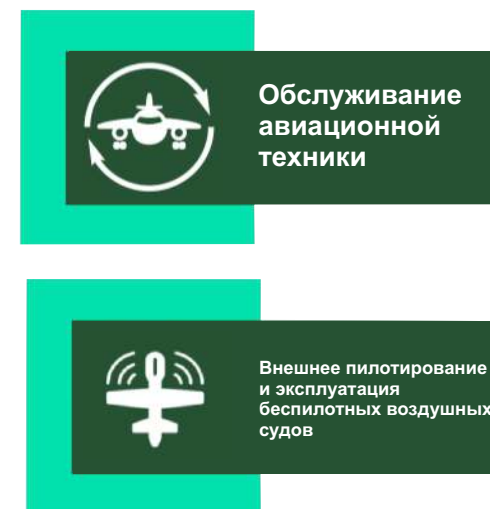 Обслуживание
авиационной
техники
Внешнее пилотирование
и эксплуатация
беспилотных воздушных
судов